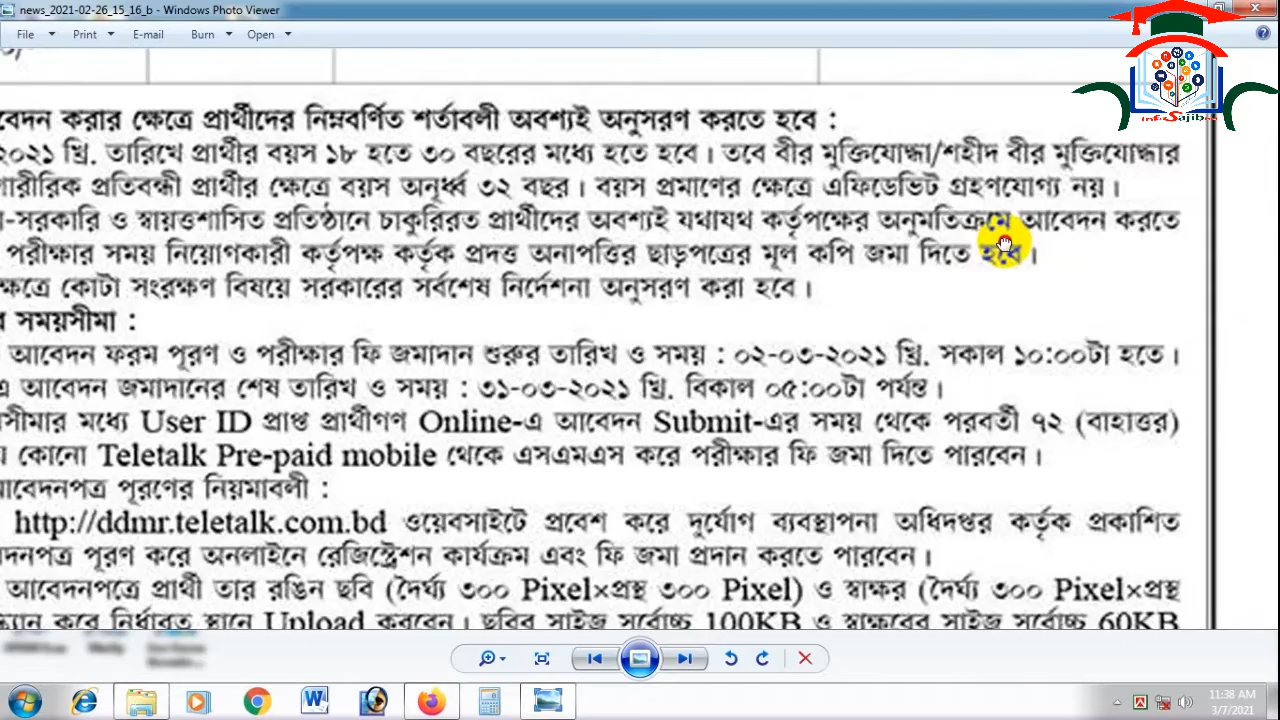 news_2021-02-26_15_16_b - Windows Photo Viewer
File Print E-mail Burn Open
বেদন করার ক্ষেত্রে প্রার্থীদের নিম্নবর্ণিত শর্তাবলী অবশ্যই অনুসরণ করতে হবে :
২০২১ খ্রি. তারিখে প্রার্থীর বয়স ১৮ হতে ৩০ বছরের মধ্যে হতে হবে। তবে বীর মুক্তিযোদ্ধা/শহীদ বীর মুক্তিযোদ্ধার
শারীরিক প্রতিবন্ধী প্রার্থীর ক্ষেত্রে বয়স অনূর্ধ্ব ৩২ বছর। বয়স প্রমাণের ক্ষেত্রে এফিডেভিট গ্রহণযোগ্য নয়।
-সরকারি ও স্বায়ত্তশাসিত প্রতিষ্ঠানে চাকুরিরত প্রার্থীদের অবশ্যই যথাযথ কর্তৃপক্ষের অনুমতিক্রমে আবেদন করতে
পরীক্ষার সময় নিয়োগকারী কর্তৃপক্ষ কর্তৃক প্রদত্ত অনাপত্তির ছাড়পত্রের মূল কপি জমা দিতে হবে।
ক্ষেত্রে কোটা সংরক্ষণ বিষয়ে সরকারের সর্বশেষ নির্দেশনা অনুসরণ করা হবে।
র সময়সীমা :
আবেদন ফরম পূরণ ও পরীক্ষার ফি জমাদান শুরুর তারিখ ও সময় : ০২-০৩-২০২১ খ্রি. সকাল ১০:০০টা হতে।
এ আবেদন জমাদানের শেষ তারিখ ও সময় : ৩১-০৩-২০২১ খ্রি. বিকাল ০৫:০০টা পর্যন্ত।
সীমার মধ্যে User ID প্রাপ্ত প্রার্থীগণ Online-এ আবেদন Submit-এর সময় থেকে পরবর্তী ৭২ (বাহাত্তর)
কোনো Teletalk Pre-paid mobile থেকে এসএমএস করে পরীক্ষার ফি জমা দিতে পারবেন।
আবেদনপত্র পূরণের নিয়মাবলী :
http://ddmr.teletalk.com.bd ওয়েবসাইটে প্রবেশ করে দুর্যোগ ব্যবস্থাপনা অধিদপ্তর কর্তৃক প্রকাশিত
দনপত্র পূরণ করে অনলাইনে রেজিস্ট্রেশন কার্যক্রম এবং ফি জমা প্রদান করতে পারবেন।
আবেদনপত্রে প্রার্থী তার রঙিন ছবি (দৈর্ঘ্য ৩০০ Pixel×প্রস্থ ৩০০ Pixel) ও স্বাক্ষর (দৈর্ঘ্য ৩০০ Pixel×প্রস্থ
স্ক্যান করে নির্ধারিত স্থানে Upload করবেন। ছবির সাইজ সর্বোচ্চ 100KB ও স্বাক্ষরের সাইজ সর্বোচ্চ 60KB
11:38 AM
3/7/2021